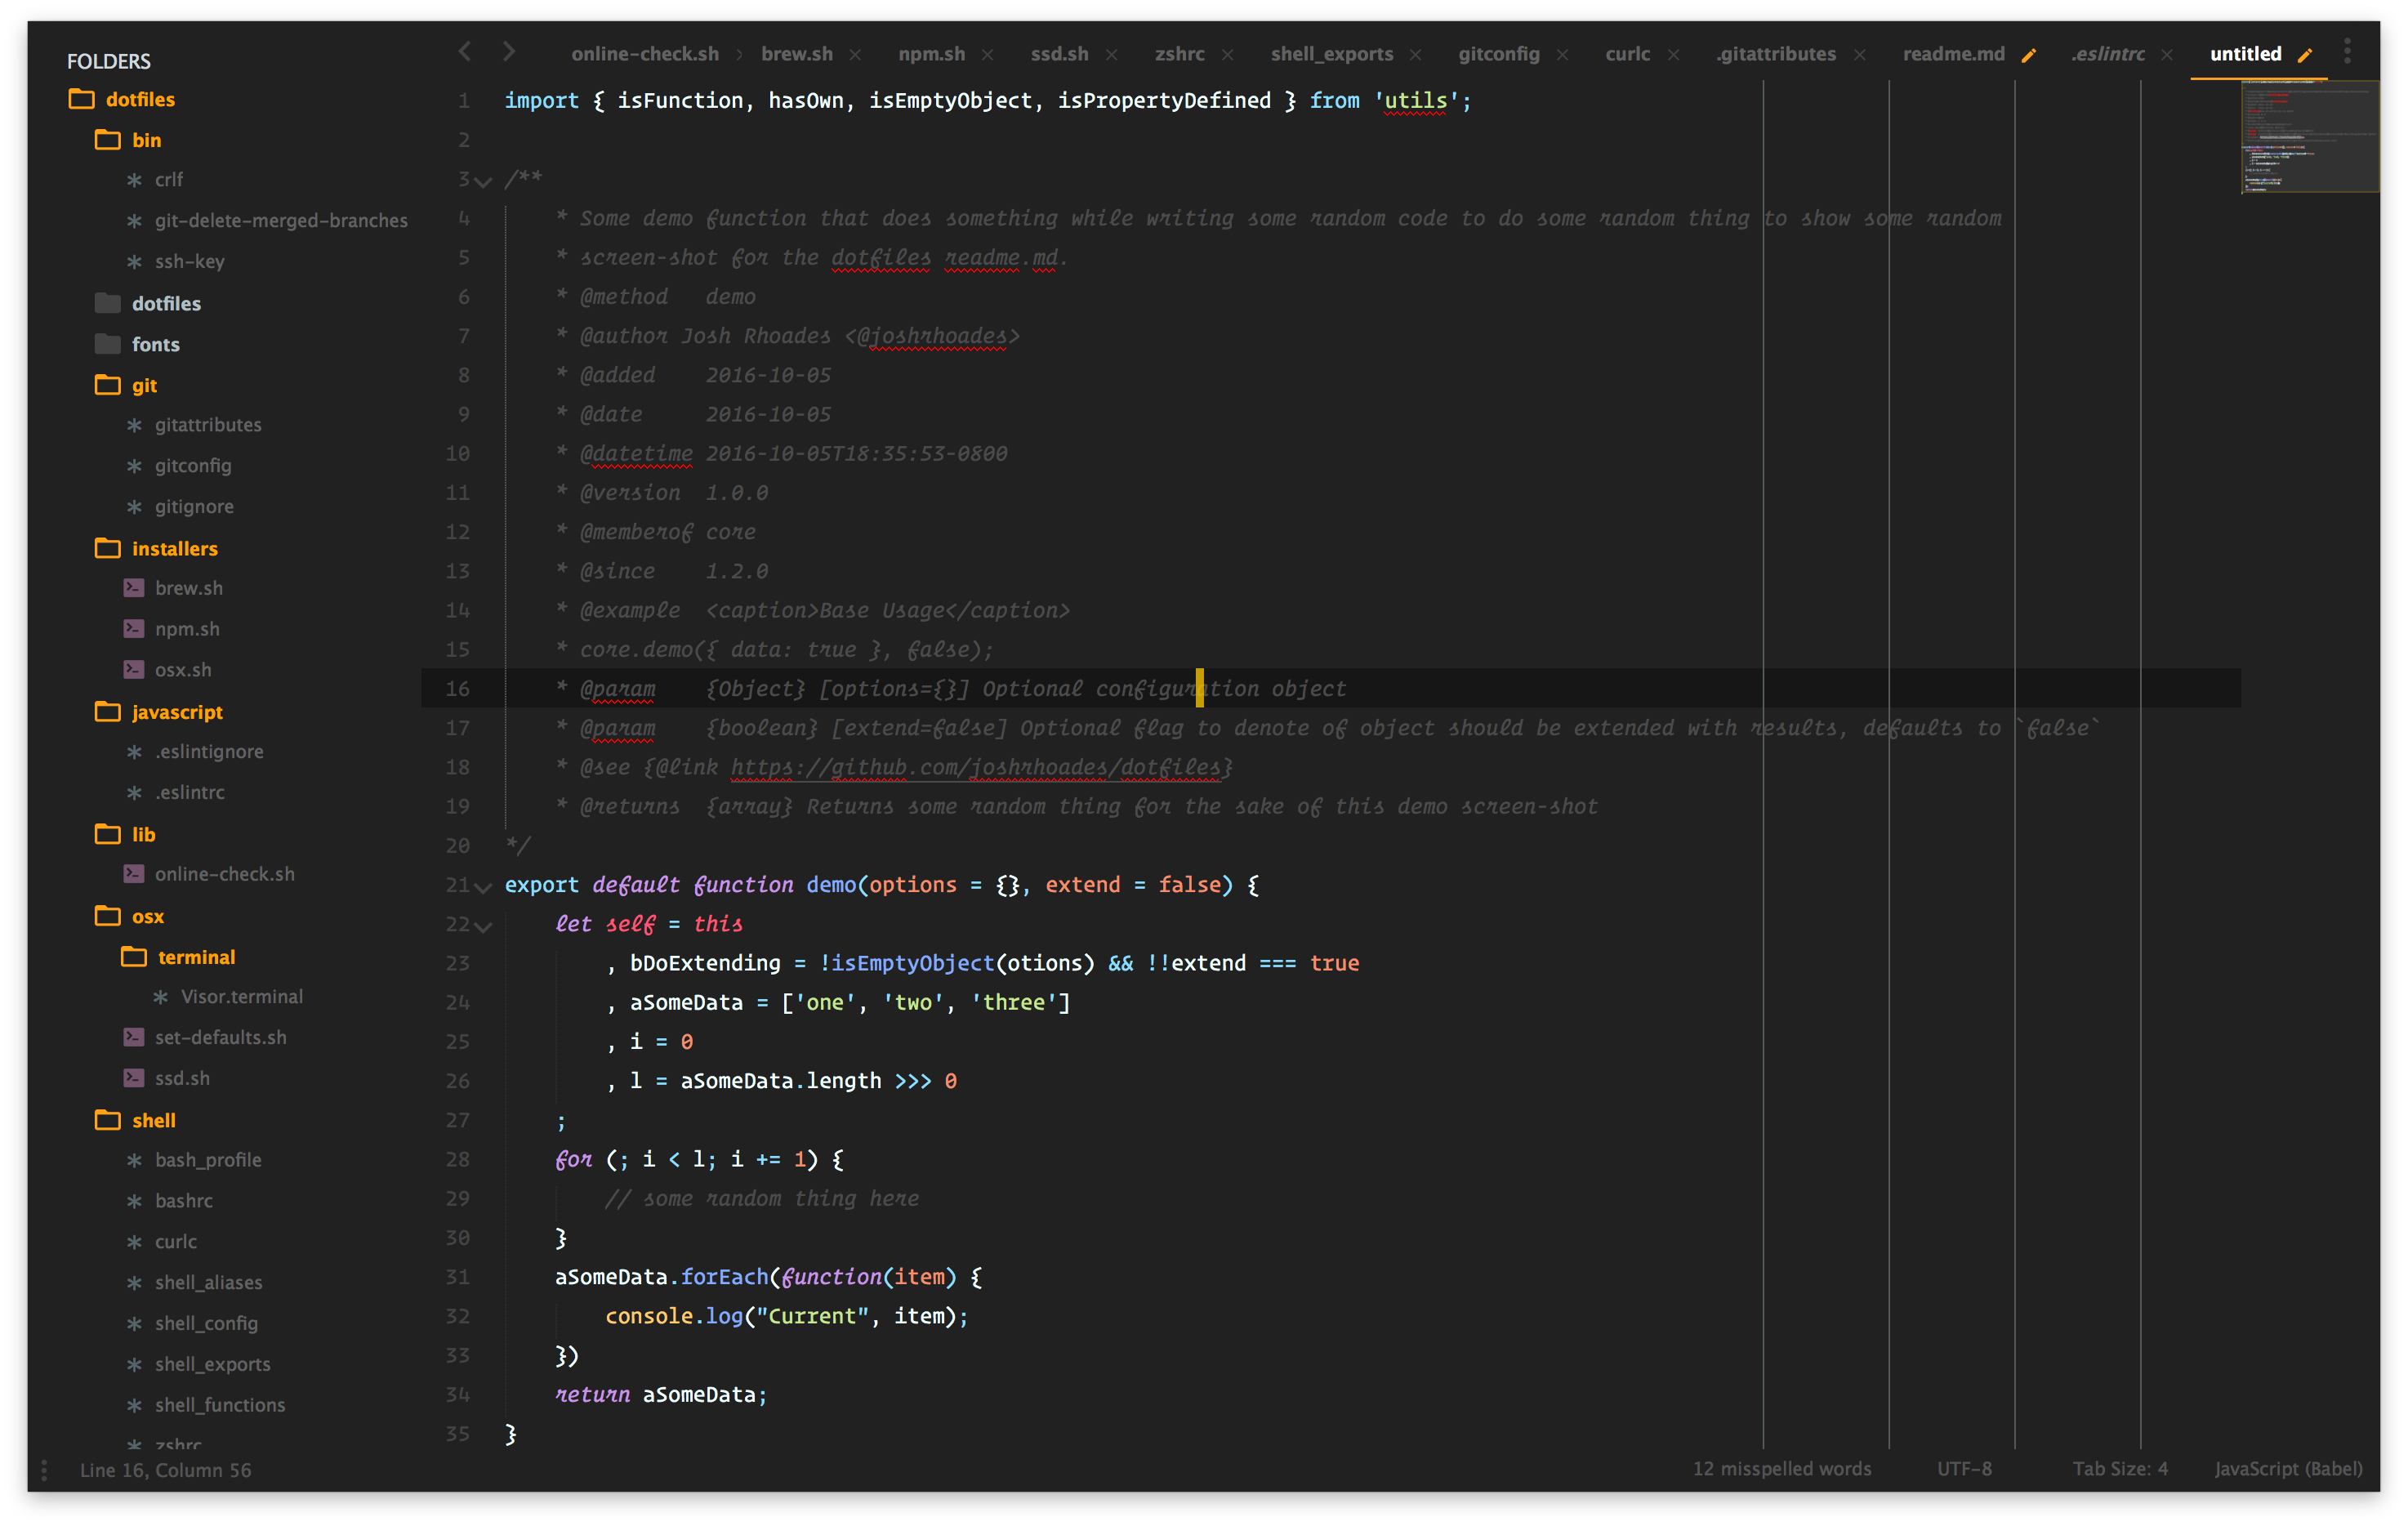 FOLDERS
dotfiles
bin
crlf
git-delete-merged-branches
ssh-key
dotfiles
fonts
git
gitattributes
gitconfig
gitignore
installers
brew.sh
npm.sh
osx.sh
javascript
.eslintignore
.eslintrc
lib
online-check.sh
osx
terminal
Visor.terminal
set-defaults.sh
ssd.sh
shell
bash_profile
bashrc
curlc
shell_aliases
shell_config
shell_exports
shell_functions
zshrc
online-check.sh brew.sh npm.sh ssd.sh zshrc shell_exports gitconfig curlc .gitattributes readme.md .eslintrc untitled
1 import { isFunction, hasOwn, isEmptyObject, isPropertyDefined } from 'utils';
2
3 /**
4 * Some demo function that does something while writing some random code to do some random thing to show some random
5 * screen-shot for the dotfiles readme.md.
6 * @method demo
7 * @author Josh Rhoades <@joshrhoades>
8 * @added 2016-10-05
9 * @date 2016-10-05
10 * @datetime 2016-10-05T18:35:53-0800
11 * @version 1.0.0
12 * @memberof core
13 * @since 1.2.0
14 * @example <caption>Base Usage</caption>
15 * core.demo({ data: true }, false);
16 * @param {Object} [options={}] Optional configuration object
17 * @param {boolean} [extend=false] Optional flag to denote of object should be extended with results, defaults to `false`
18 * @see {@link https://github.com/joshrhoades/dotfiles}
19 * @returns {array} Returns some random thing for the sake of this demo screen-shot
20 */
21 export default function demo(options = {}, extend = false) {
22 let self = this
23 , bDoExtending = !isEmptyObject(otions) && !!extend === true
24 , aSomeData = ['one', 'two', 'three']
25 , i = 0
26 , l = aSomeData.length >>> 0
27 ;
28 for (; i < l; i += 1) {
29 // some random thing here
30 }
31 aSomeData.forEach(function(item) {
32 console.log("Current", item);
33 })
34 return aSomeData;
35 }
Line 16, Column 56
12 misspelled words UTF-8 Tab Size: 4 JavaScript (Babel)